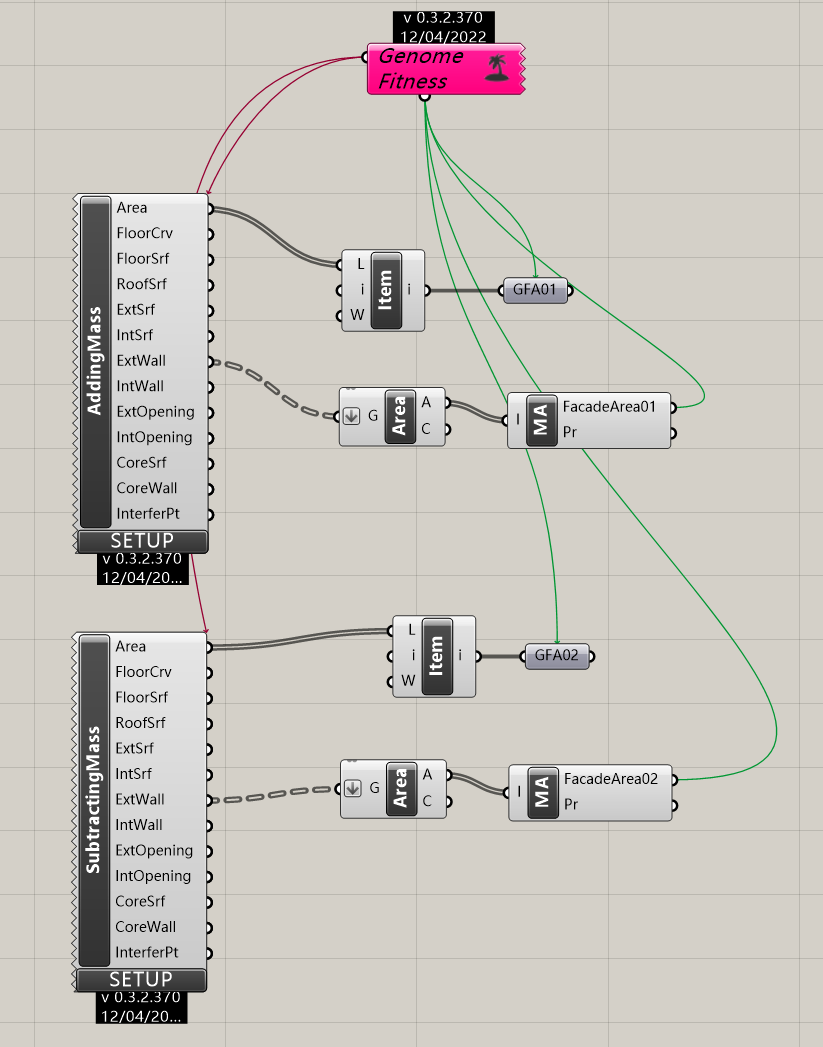 v 0.3.2.370
12/04/2022
Genome
Fitness
AddingMass
Area
FloorCrv
FloorSrf
RoofSrf
ExtSrf
IntSrf
ExtWall
IntWall
ExtOpening
IntOpening
CoreSrf
CoreWall
InterferPt
SETUP
v 0.3.2.370
12/04/20...
L
i
W
Item
i
GFA01
G
Area
A
C
I
MA
FacadeArea01
Pr
SubtractingMass
Area
FloorCrv
FloorSrf
RoofSrf
ExtSrf
IntSrf
ExtWall
IntWall
ExtOpening
IntOpening
CoreSrf
CoreWall
InterferPt
SETUP
v 0.3.2.370
12/04/20...
L
i
W
Item
i
GFA02
G
Area
A
C
I
MA
FacadeArea02
Pr